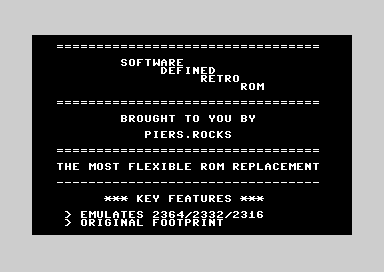 =================================
SOFTWARE
DEFINED
RETRO
ROM
=================================
BROUGHT TO YOU BY
PIERS.ROCKS
=================================
THE MOST FLEXIBLE ROM REPLACEMENT
---------------------------------
*** KEY FEATURES ***
> EMULATES 2364/2332/2316
> ORIGINAL FOOTPRINT